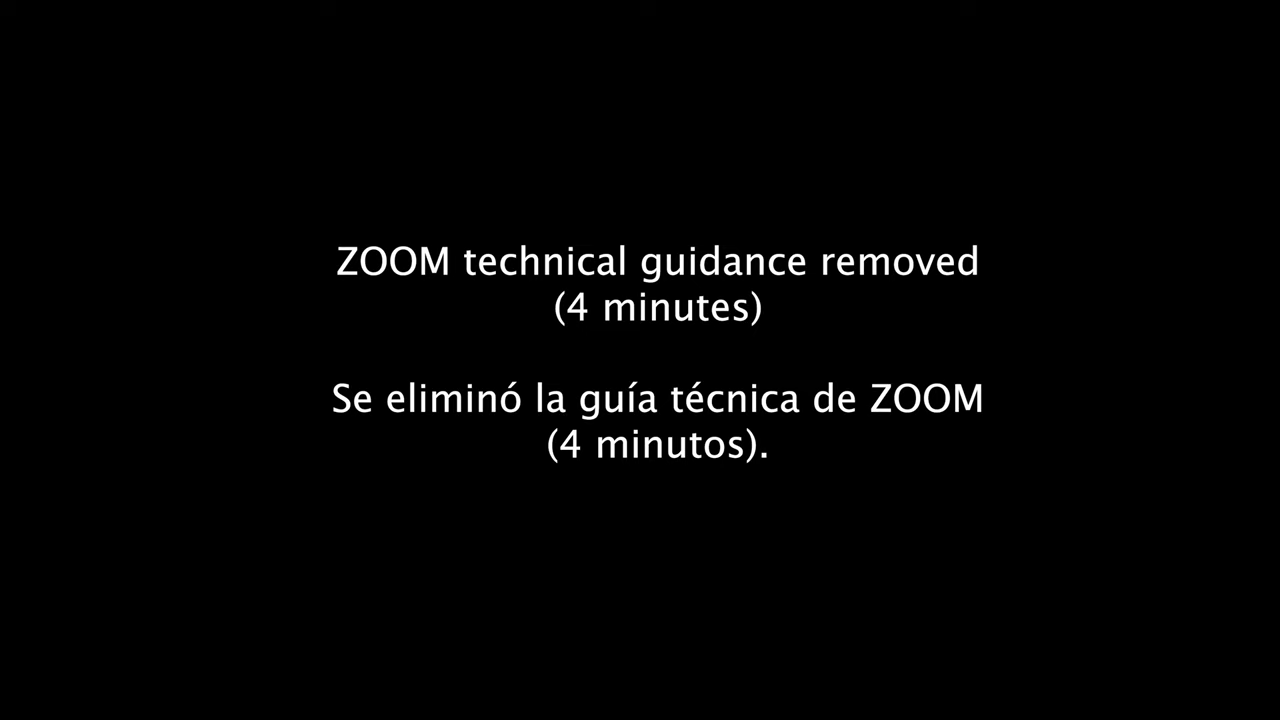 ZOOM technical guidance removed
(4 minutes)
Se eliminó la guía técnica de ZOOM
(4 minutos).